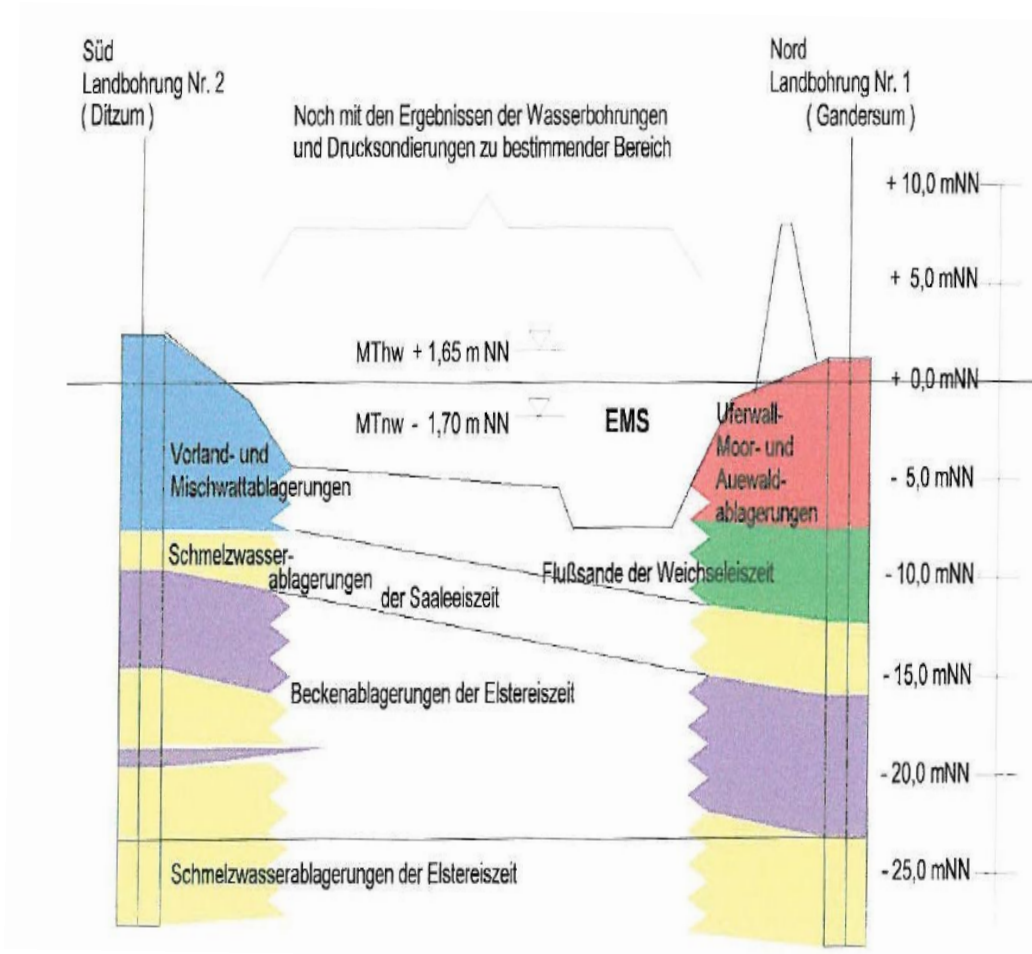 Süd
Landbohrung Nr. 2
( Ditzum )
Nord
Landbohrung Nr. 1
( Gandersum )
Noch mit den Ergebnissen der Wasserbohrungen
und Drucksondierungen zu bestimmender Bereich
+ 10,0 mNN
+ 5,0 mNN
MThw + 1,65 m NN
+ 0,0 mNN
MTnw - 1,70 m NN
EMS
Uferwall-
Moor- und
Auewald-
ablagerungen
Vorland- und
Mischwattablagerungen
- 5,0 mNN
Schmelzwasser-
ablagerungen
der Saaleeiszeit
Flußsande der Weichseleiszeit
- 10,0 mNN
- 15,0 mNN
Beckenablagerungen der Elstereiszeit
- 20,0 mNN
Schmelzwasserablagerungen der Elstereiszeit
- 25,0 mNN